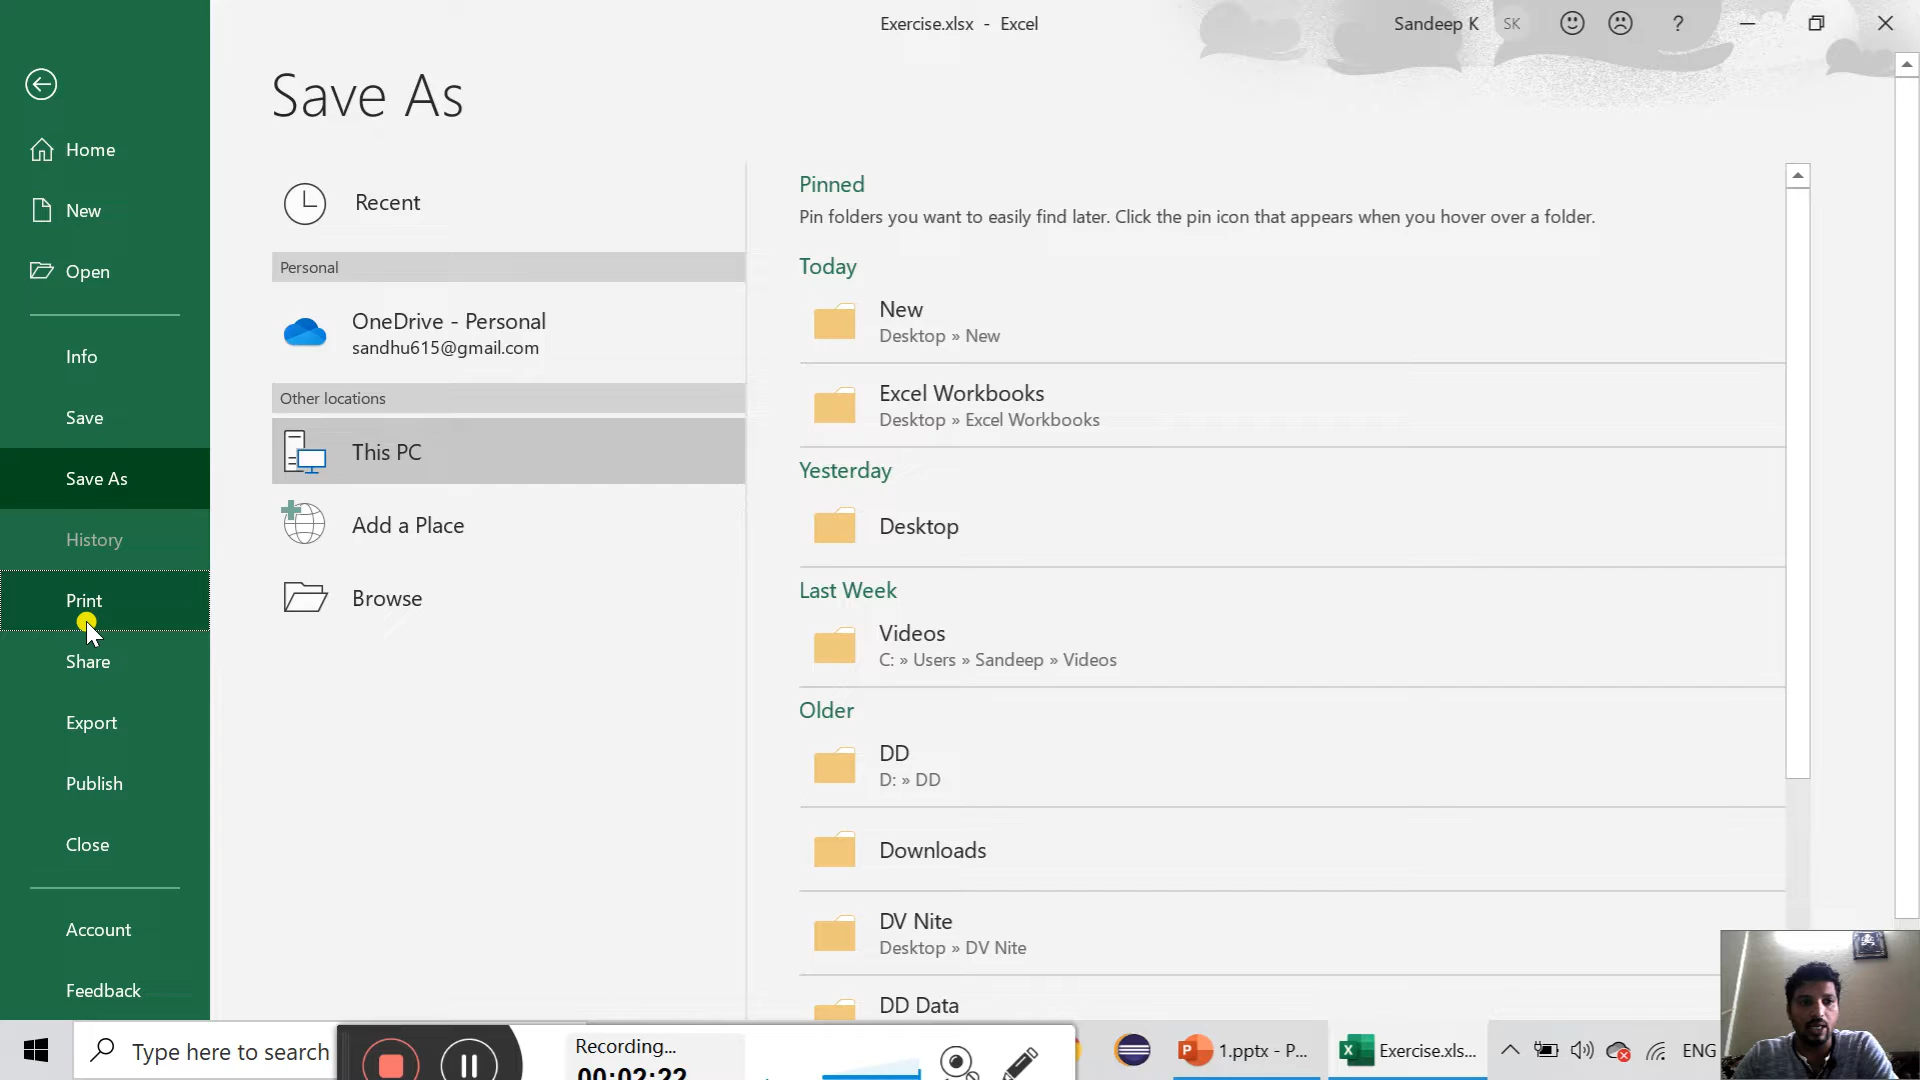 Exercise.xlsx - Excel
Sandeep K SK ?
Save As
Home
New
Open
Info
Save
Save As
History
Print
Share
Export
Publish
Close
Account
Feedback
Recent
Personal
OneDrive - Personal
sandhu615@gmail.com
Other locations
This PC
Add a Place
Browse
Pinned
Pin folders you want to easily find later. Click the pin icon that appears when you hover over a folder.
Today
New
Desktop » New
Excel Workbooks
Desktop » Excel Workbooks
Yesterday
Desktop
Last Week
Videos
C: » Users » Sandeep » Videos
Older
DD
D: » DD
Downloads
DV Nite
Desktop » DV Nite
DD Data
Type here to search
Recording...
00:02:22
1.pptx - P...
Exercise.xls...
ENG